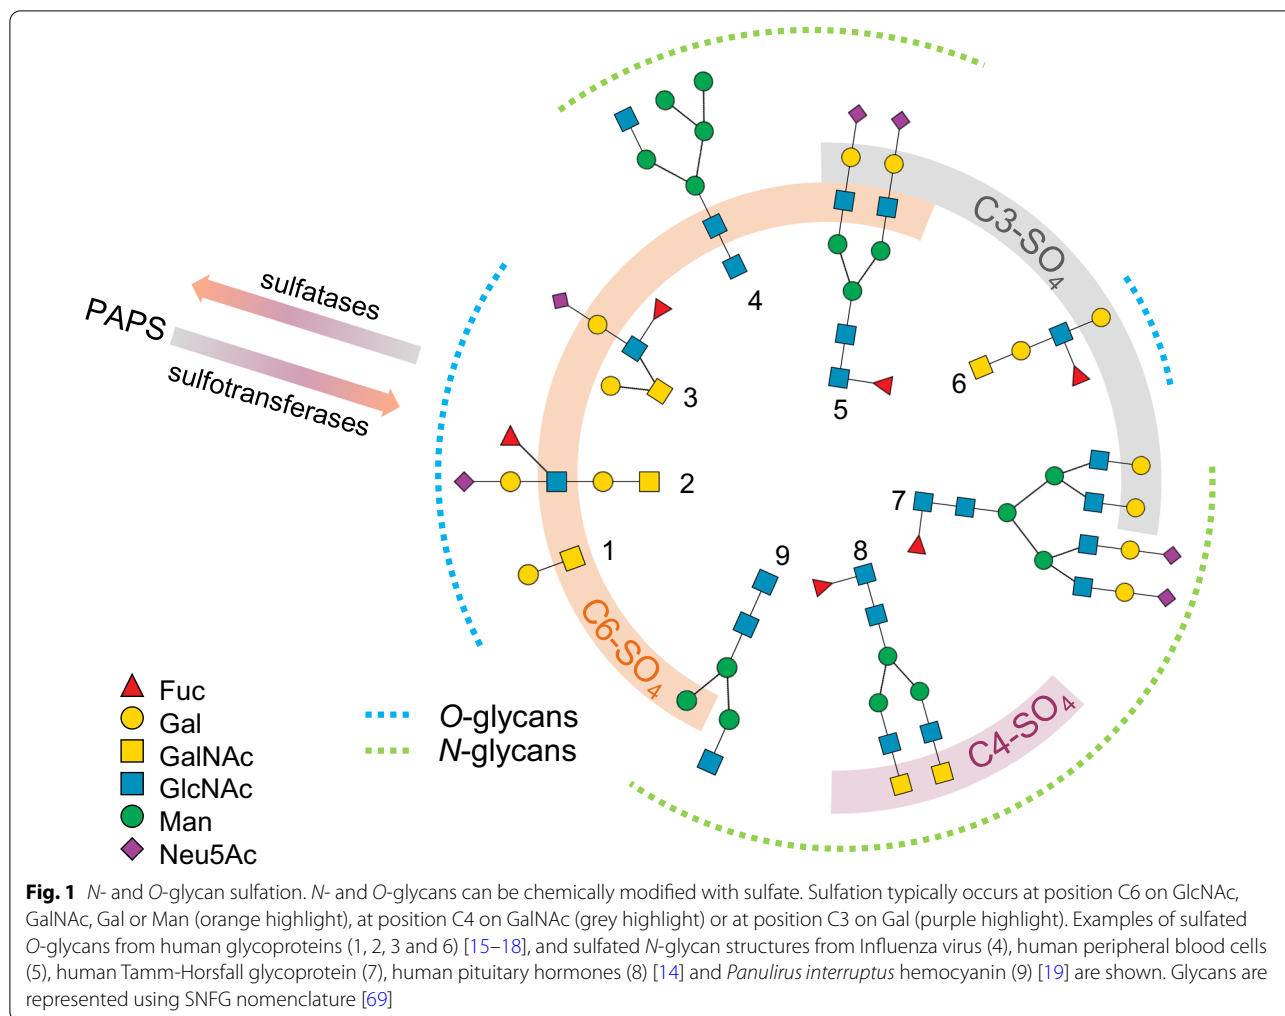 4
5
C3-SO4
6
PAPS
sulfatases
sulfotransferases
3
2
1
7
8
9
C6-SO4
C4-SO4
Fuc
Gal
GalNAc
GlcNAc
Man
Neu5Ac
O-glycans
N-glycans
Fig. 1 N- and O-glycan sulfation. N- and O-glycans can be chemically modified with sulfate. Sulfation typically occurs at position C6 on GlcNAc,
GalNAc, Gal or Man (orange highlight), at position C4 on GalNAc (grey highlight) or at position C3 on Gal (purple highlight). Examples of sulfated
O-glycans from human glycoproteins (1, 2, 3 and 6) [15–18], and sulfated N-glycan structures from Influenza virus (4), human peripheral blood cells
(5), human Tamm-Horsfall glycoprotein (7), human pituitary hormones (8) [14] and Panulirus interruptus hemocyanin (9) [19] are shown. Glycans are
represented using SNFG nomenclature [69]